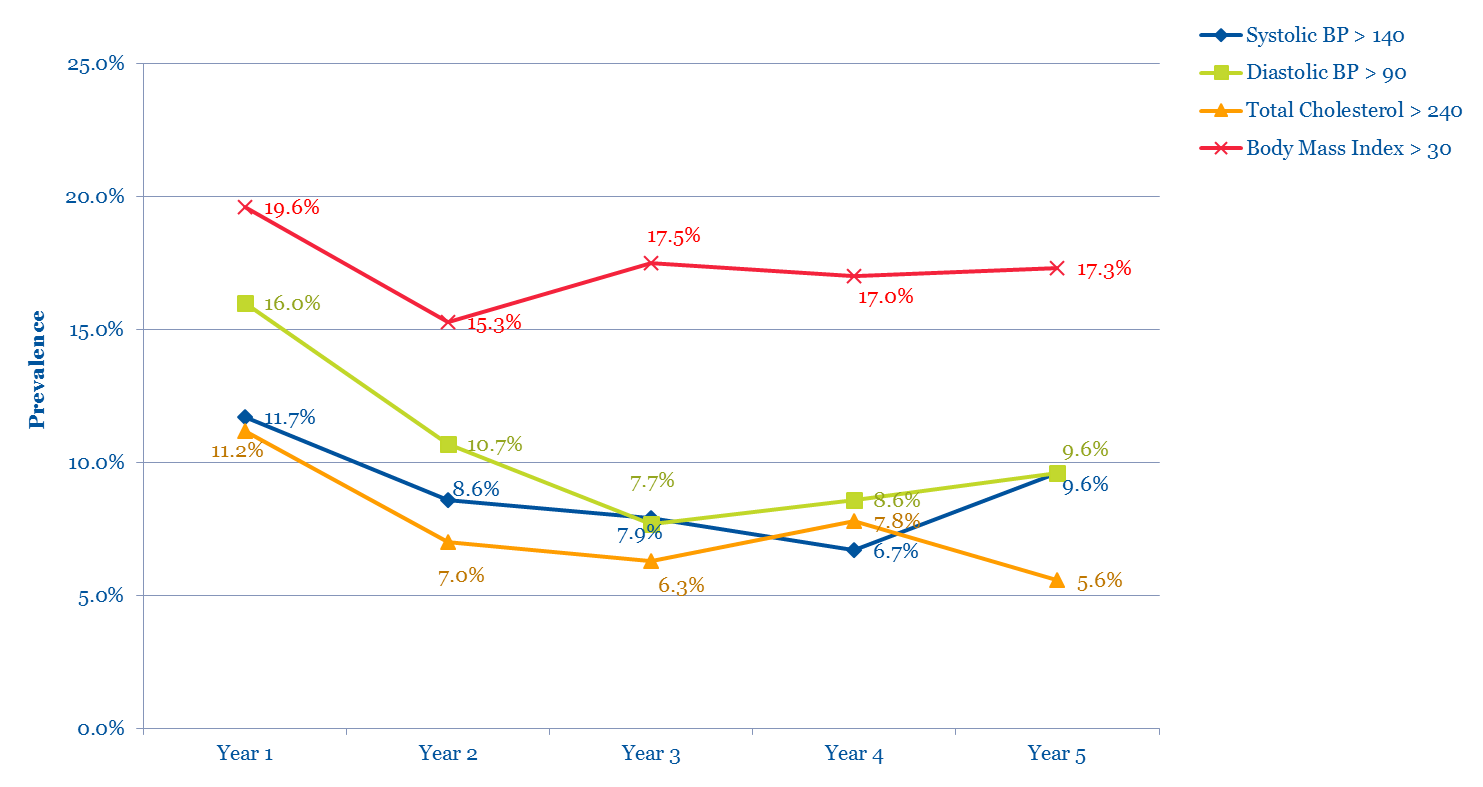 Systolic BP > 140
Diastolic BP > 90
Total Cholesterol > 240
Body Mass Index > 30
Prevalence
25.0%
20.0%
15.0%
10.0%
5.0%
0.0%
19.6%
15.3%
17.5%
17.0%
17.3%
16.0%
10.7%
7.7%
8.6%
9.6%
11.7%
8.6%
7.9%
6.7%
9.6%
11.2%
7.0%
6.3%
7.8%
5.6%
Year 1
Year 2
Year 3
Year 4
Year 5